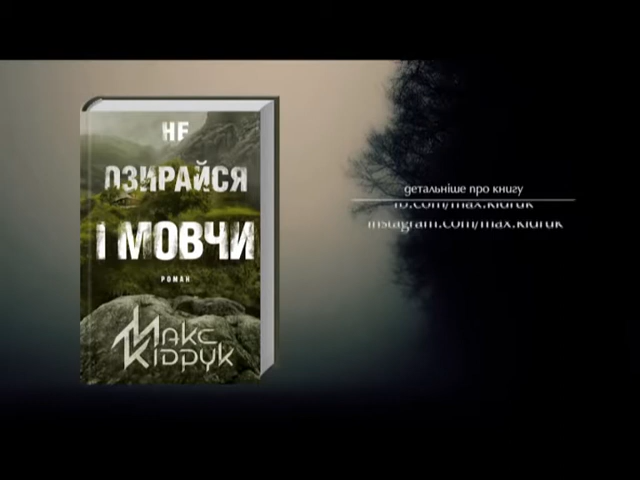 НЕ
ОЗИРАЙСЯ
І МОВЧИ
РОМАН
МАКС
КІДРУК
детальніше про книгу
fb.com/max.kidruk
instagram.com/max.kidruk